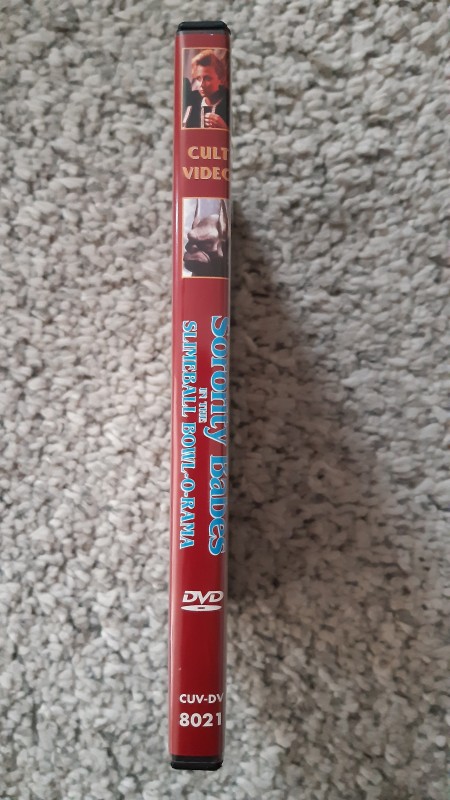 CULT
VIDEO
Sorority Babes
IN THE
SLIMEBALL BOWL-O-RAMA
DVD
CUV-DV
8021